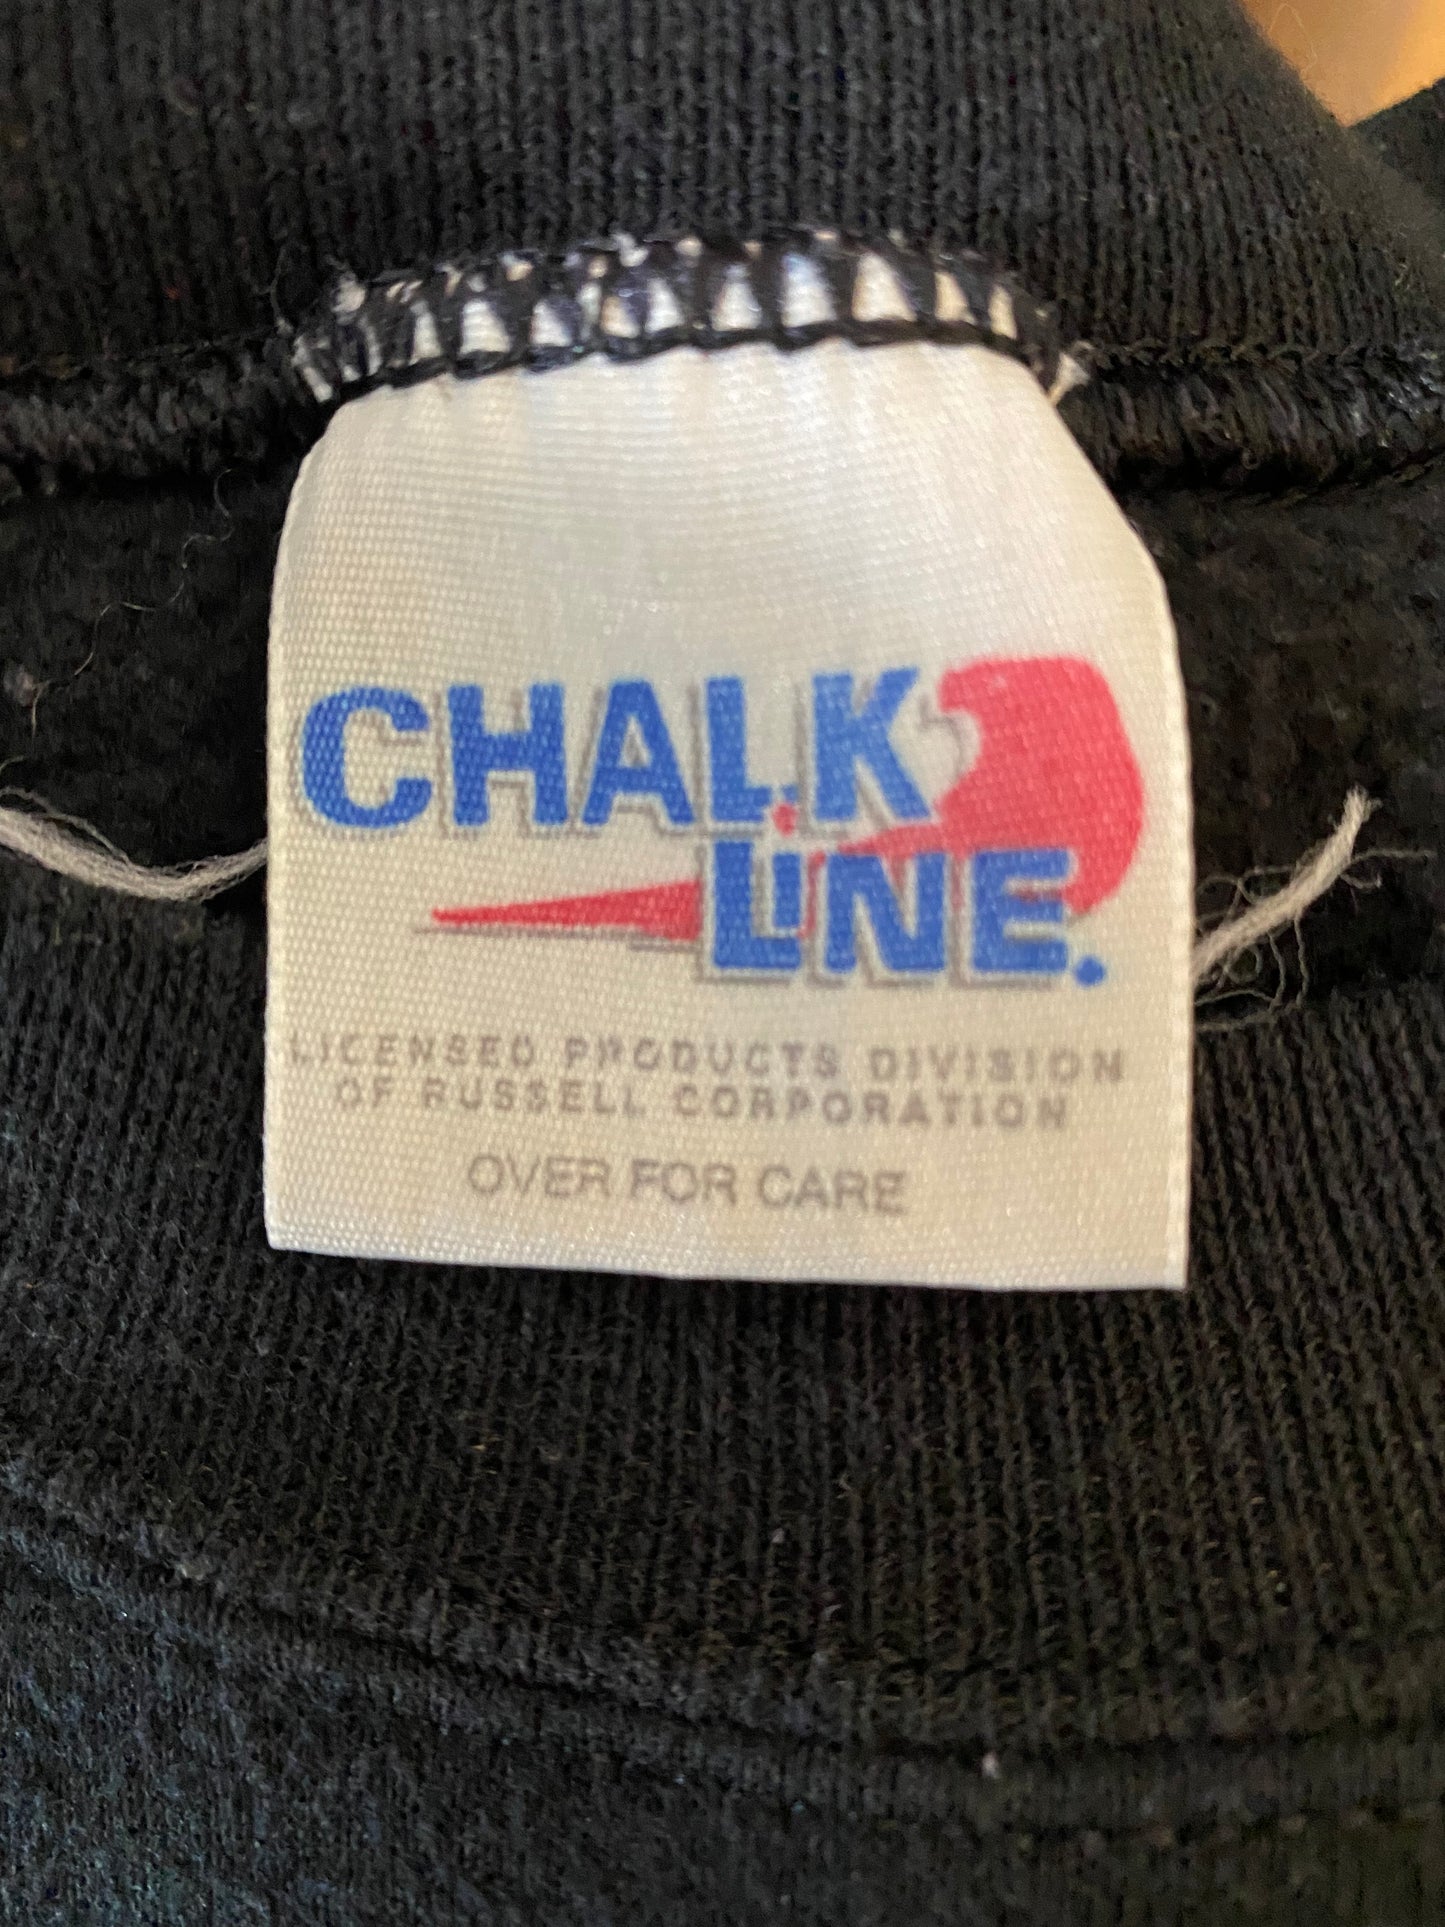 CHALK
LINE.
LICENSED PRODUCTS DIVISION
OF RUSSELL CORPORATION
OVER FOR CARE